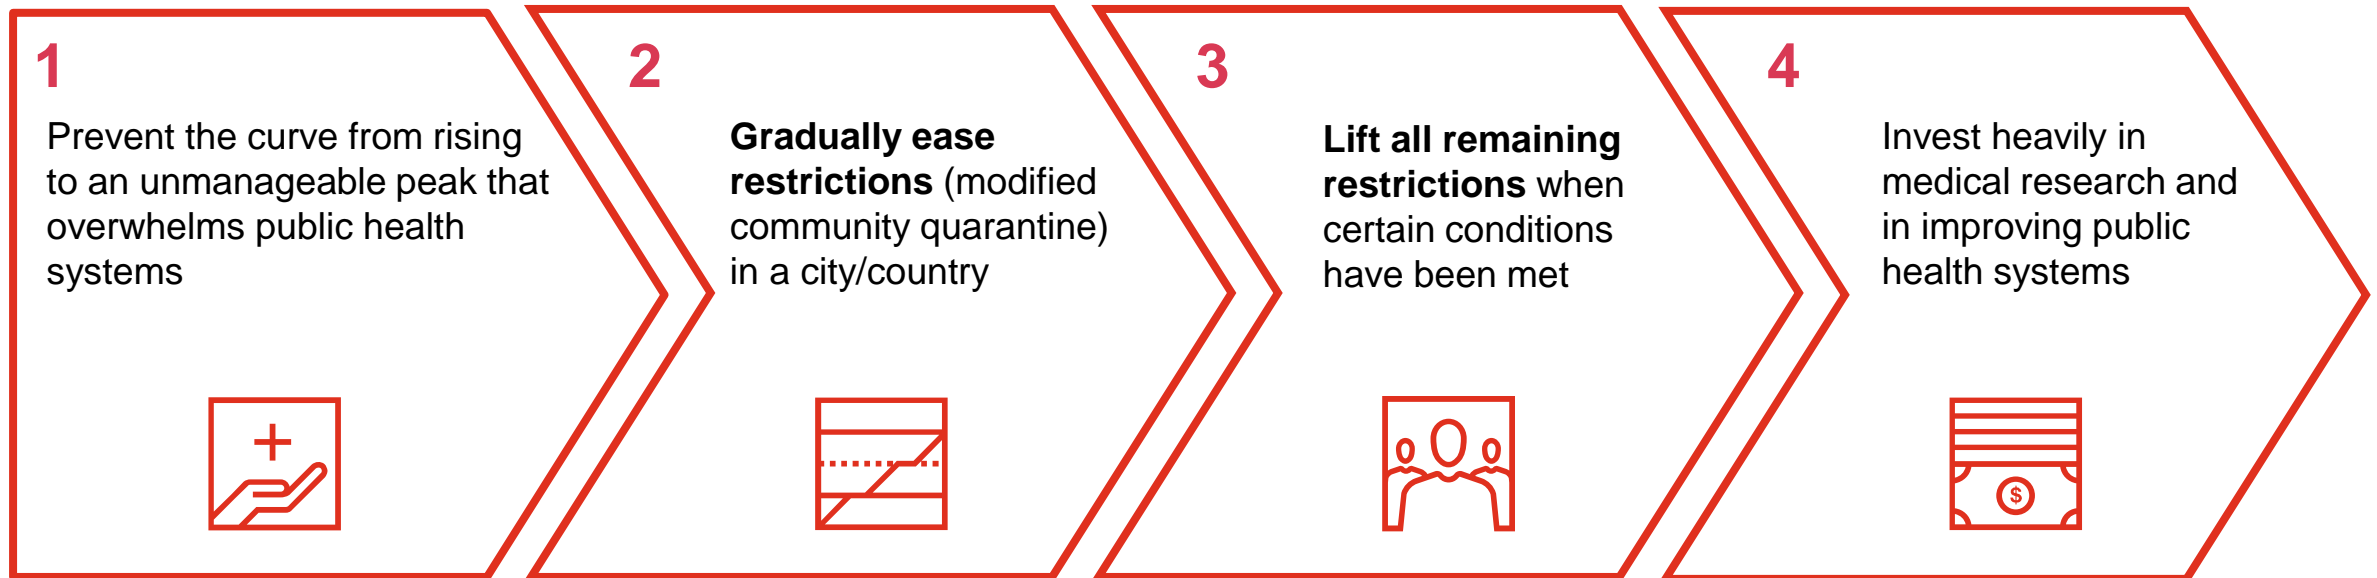 1
Prevent the curve from rising
to an unmanageable peak that
overwhelms public health
systems
2
Gradually ease
restrictions (modified
community quarantine)
in a city/country
3
Lift all remaining
restrictions when
certain conditions
have been met
4
Invest heavily in
medical research and
in improving public
health systems
$